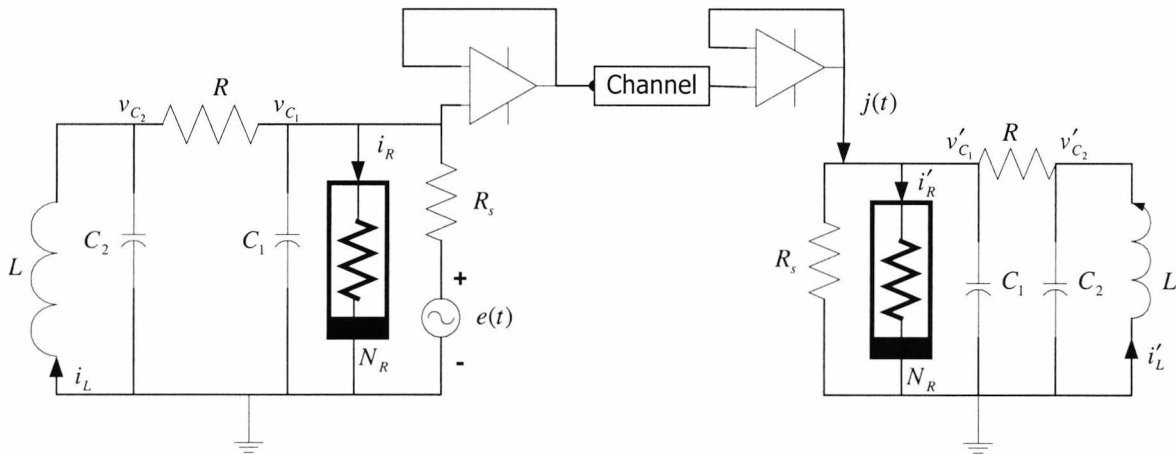 Channel
R
v_{C_2}
v_{C_1}
i_R
R_s
C_2
C_1
L
+
e(t)
-
N_R
i_L
j(t)
v'_{C_1}
R
v'_{C_2}
i'_R
R_s
C_1
C_2
L
N_R
i'_L